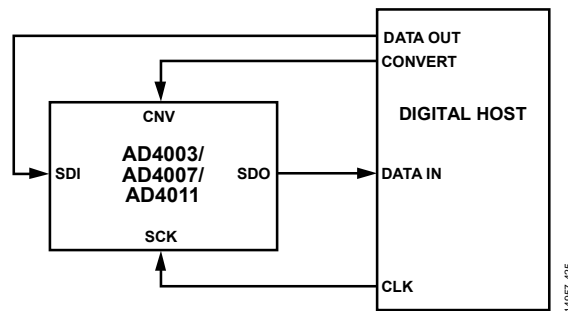 DATA OUT
CONVERT
DIGITAL HOST
CNV
AD4003/
AD4007/
AD4011
SDI
SDO
DATA IN
SCK
CLK